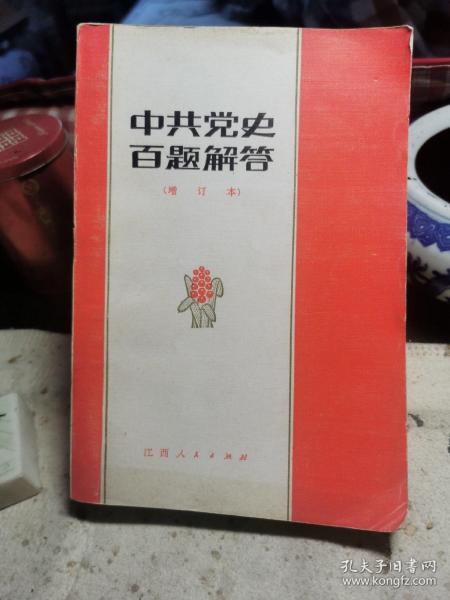 中共党史
百题解答
（增订本）
江西人民出版社
孔夫子旧书网
www.kongfz.com